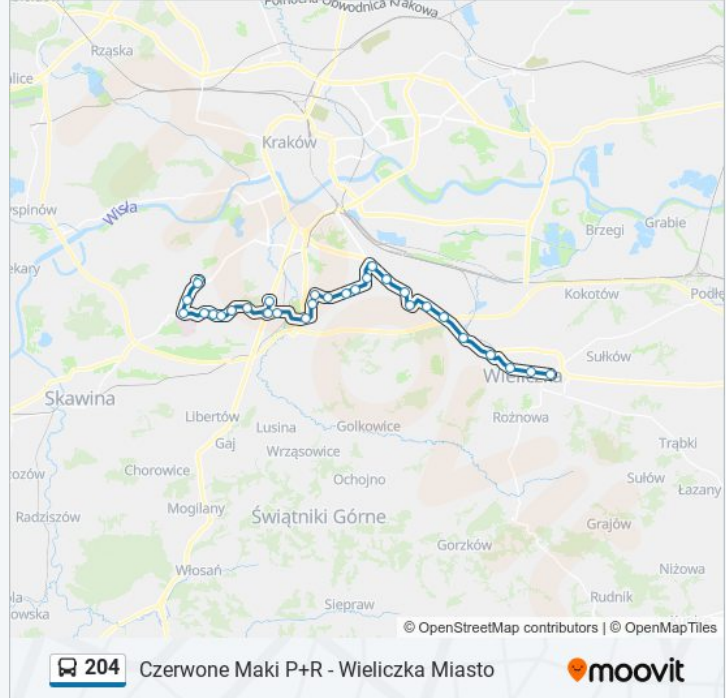 Północna Obwodnica Krakowa
Rząska
alice
Kraków
Wisła
yspinów
Brzegi
Grabie
ekary
Kokotów
Podłę
Sułków
Wieliczka
Skawina
Rożnowa
Libertów
Lusina
Golkowice
Gaj
Wrząsowice
Trąbki
Chorowice
Ochojno
Sułów
Łazany
rozów
Mogilany
Radziszów
Świątniki Górne
Grajów
Gorzków
Włosań
Niżowa
ola
owska
Siepraw
Rudnik
© OpenStreetMap contributors | © OpenMapTiles
204 Czerwone Maki P+R - Wieliczka Miasto
moovit